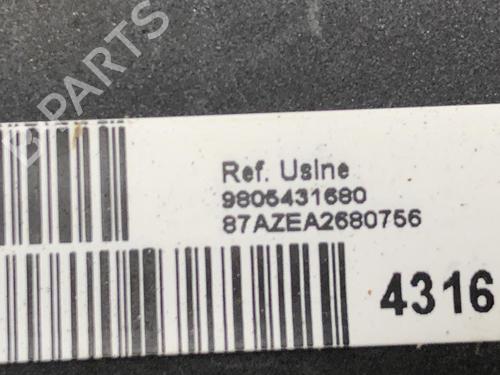 B PARTS
Ref. Usine
9805431680
87AZEA2680756
4316